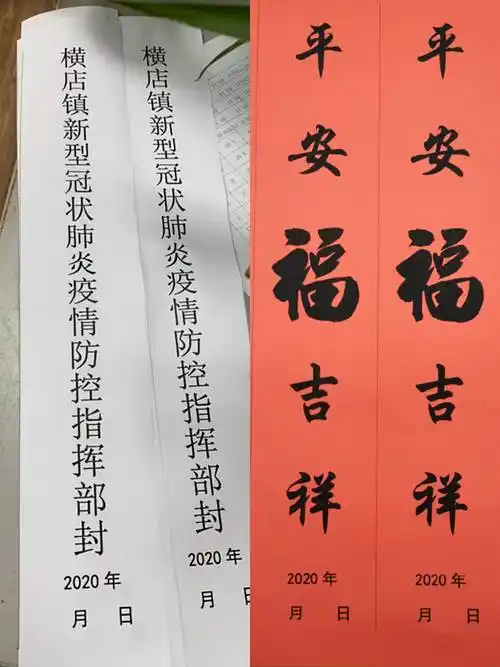 横店镇新型冠状肺炎疫情防控指挥部封
2020年
月 日
横店镇新型冠状肺炎疫情防控指挥部封
2020年
月 日
平安福吉祥
2020年
月 日
平安福吉祥
2020年
月 日